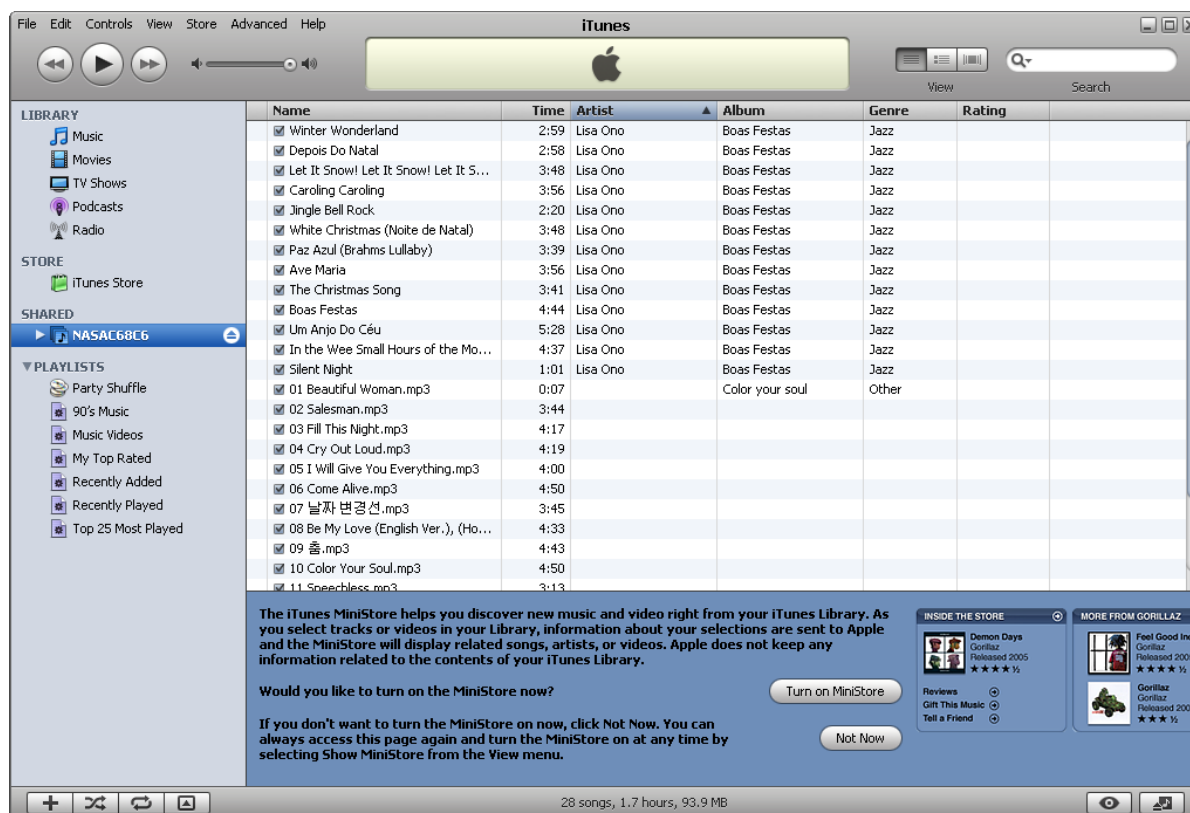 File Edit Controls View Store Advanced Help
iTunes
View
Search
LIBRARY
Music
Movies
TV Shows
Podcasts
Radio
STORE
iTunes Store
SHARED
NASAC68C6
PLAYLISTS
Party Shuffle
90's Music
Music Videos
My Top Rated
Recently Added
Recently Played
Top 25 Most Played
Name Time Artist Album Genre Rating
Winter Wonderland 2:59 Lisa Ono Boas Festas Jazz
Depois Do Natal 2:58 Lisa Ono Boas Festas Jazz
Let It Snow! Let It Snow! Let It S... 3:48 Lisa Ono Boas Festas Jazz
Caroling Caroling 3:56 Lisa Ono Boas Festas Jazz
Jingle Bell Rock 2:20 Lisa Ono Boas Festas Jazz
White Christmas (Noite de Natal) 3:48 Lisa Ono Boas Festas Jazz
Paz Azul (Brahms Lullaby) 3:39 Lisa Ono Boas Festas Jazz
Ave Maria 3:56 Lisa Ono Boas Festas Jazz
The Christmas Song 3:41 Lisa Ono Boas Festas Jazz
Boas Festas 4:44 Lisa Ono Boas Festas Jazz
Um Anjo Do Céu 5:28 Lisa Ono Boas Festas Jazz
In the Wee Small Hours of the Mo... 4:37 Lisa Ono Boas Festas Jazz
Silent Night 1:01 Lisa Ono Boas Festas Jazz
01 Beautiful Woman.mp3 0:07 Color your soul Other
02 Salesman.mp3 3:44
03 Fill This Night.mp3 4:17
04 Cry Out Loud.mp3 4:19
05 I Will Give You Everything.mp3 4:00
06 Come Alive.mp3 4:50
07 날짜 변경선.mp3 3:45
08 Be My Love (English Ver.), (Ho... 4:33
09 춤.mp3 4:43
10 Color Your Soul.mp3 4:50
11 Speechless.mp3 3:13
The iTunes MiniStore helps you discover new music and video right from your iTunes Library. As
you select tracks or videos in your Library, information about your selections are sent to Apple
and the MiniStore will display related songs, artists, or videos. Apple does not keep any
information related to the contents of your iTunes Library.
Would you like to turn on the MiniStore now?
Turn on MiniStore
If you don't want to turn the MiniStore on now, click Not Now. You can
always access this page again and turn the MiniStore on at any time by
selecting Show MiniStore from the View menu.
Not Now
INSIDE THE STORE
Demon Days
Gorillaz
Released 2005
Reviews
Gift This Music
Tell a Friend
MORE FROM GORILLAZ
Feel Good Inc
Gorillaz
Released 200
Gorillaz
Gorillaz
Released 200
28 songs, 1.7 hours, 93.9 MB